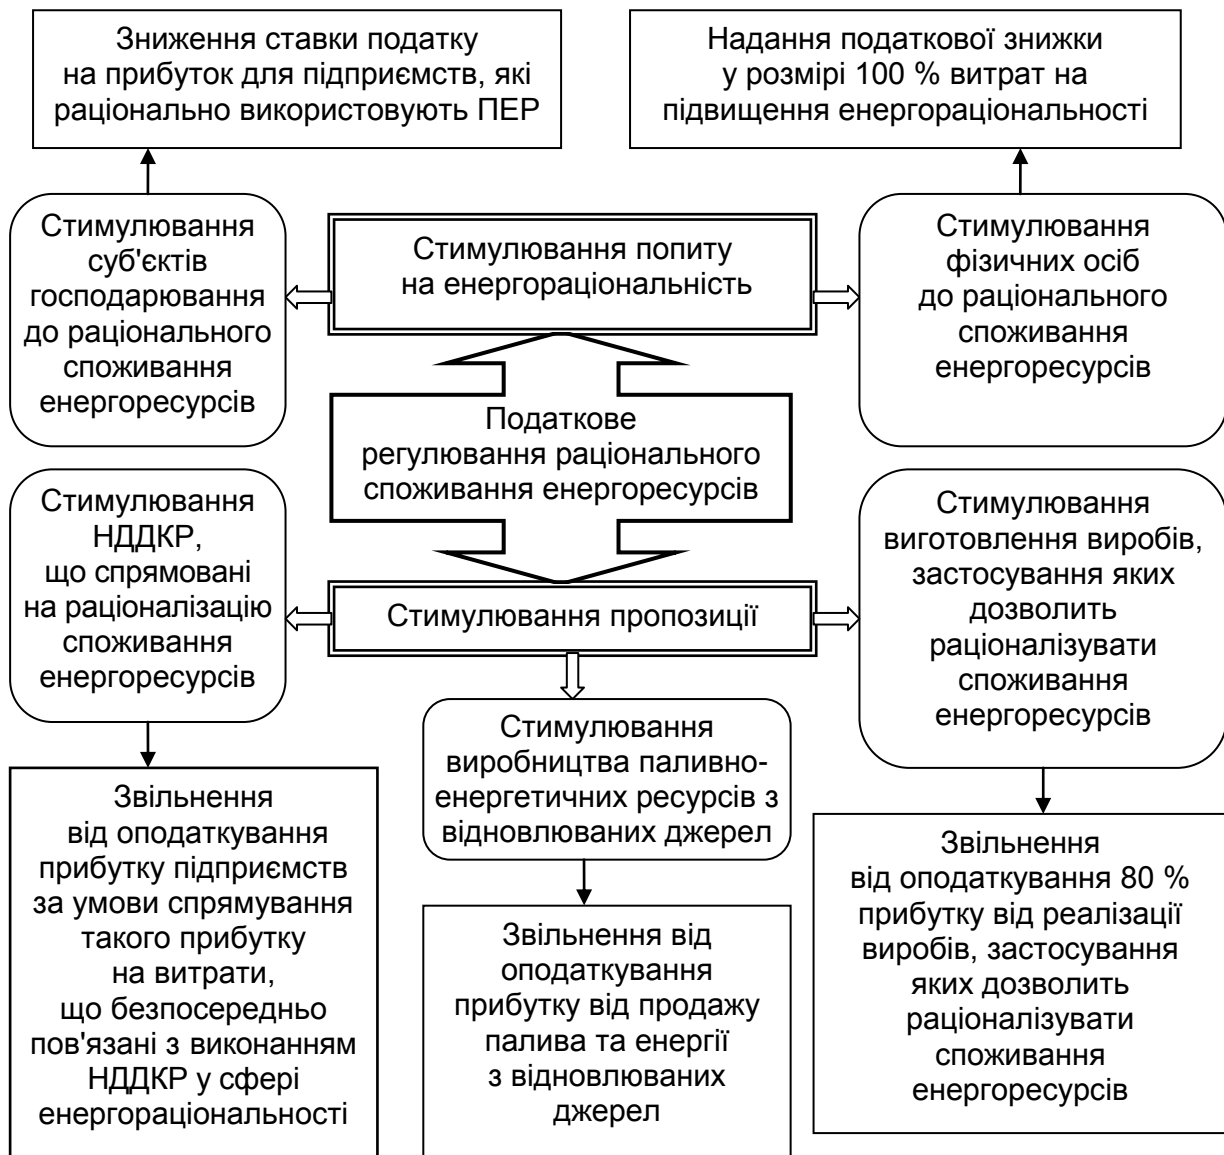 Зниження ставки податку
на прибуток для підприємств, які
раціонально використовують ПЕР
Надання податкової знижки
у розмірі 100 % витрат на
підвищення енергораціональності
Стимулювання
суб'єктів
господарювання
до раціонального
споживання
енергоресурсів
Стимулювання попиту
на енергораціональність
Стимулювання
фізичних осіб
до раціонального
споживання
енергоресурсів
Податкове
регулювання раціонального
споживання енергоресурсів
Стимулювання
НДДКР,
що спрямовані
на раціоналізацію
споживання
енергоресурсів
Стимулювання пропозиції
Стимулювання
виготовлення виробів,
застосування яких
дозволить
раціоналізувати
споживання
енергоресурсів
Стимулювання
виробництва паливно-
енергетичних ресурсів з
відновлюваних джерел
Звільнення
від оподаткування
прибутку підприємств
за умови спрямування
такого прибутку
на витрати,
що безпосередньо
пов'язані з виконанням
НДДКР у сфері
енергораціональності
Звільнення від
оподаткування
прибутку від продажу
палива та енергії
з відновлюваних
джерел
Звільнення
від оподаткування 80 %
прибутку від реалізації
виробів, застосування
яких дозволить
раціоналізувати
споживання
енергоресурсів